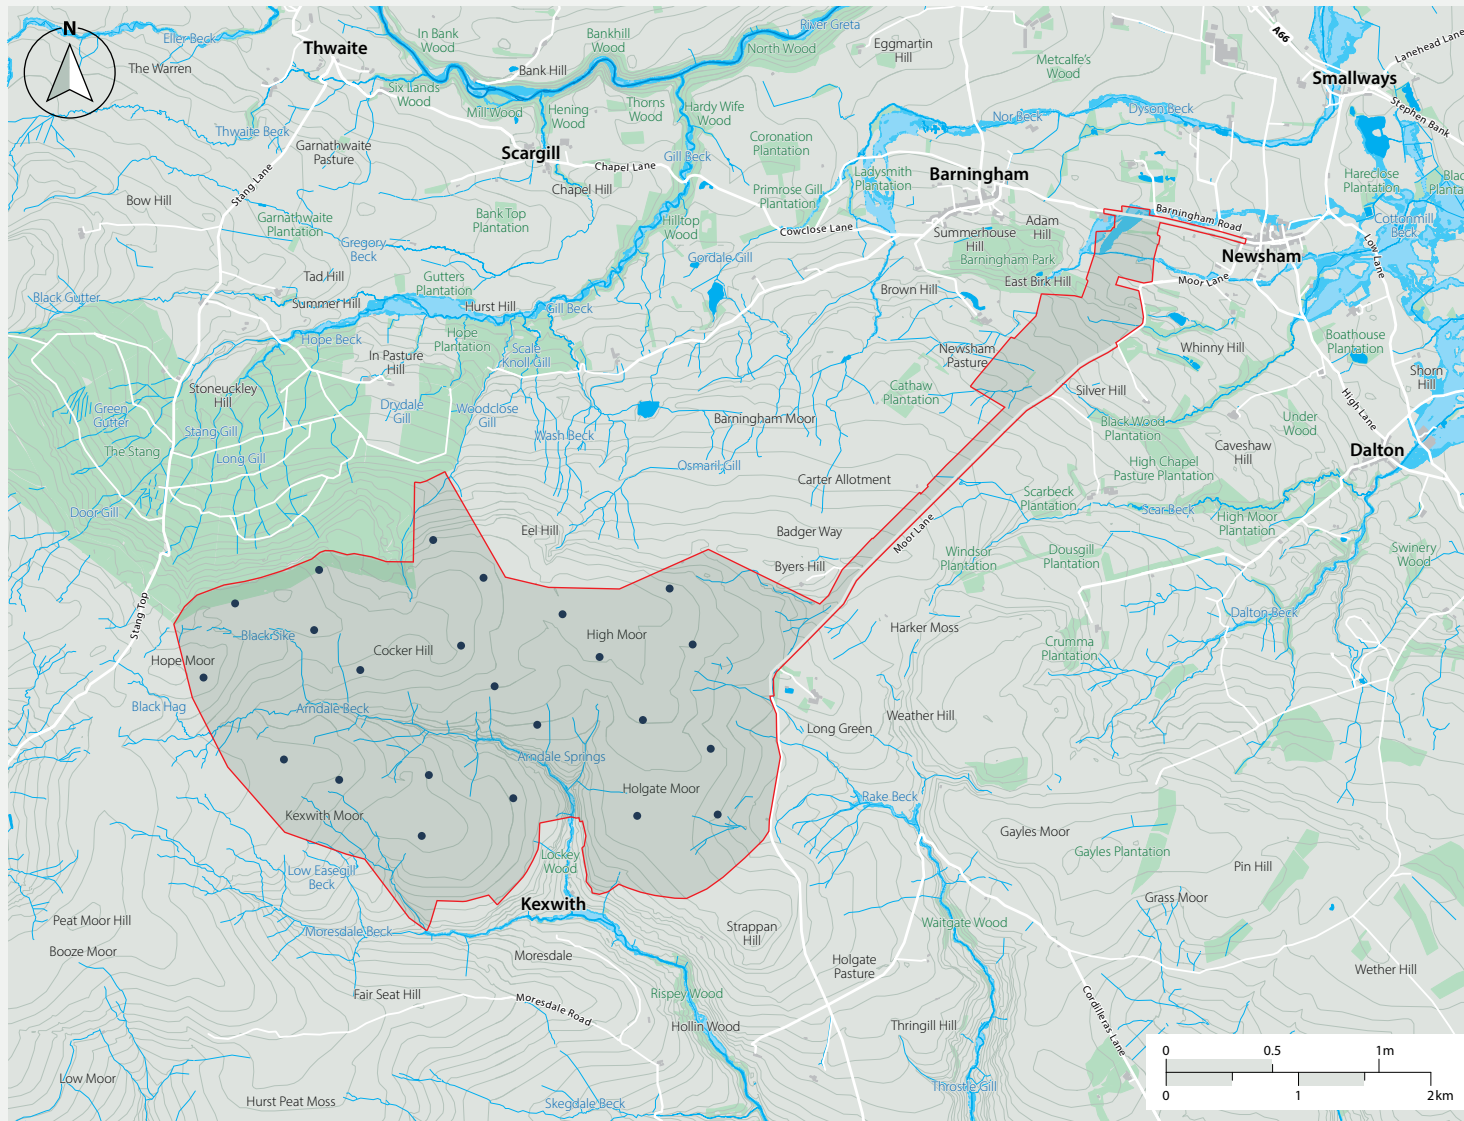 N
Eller Beck
The Warren
Thwaite
In Bank
Wood
Bankhill
Wood
River Greta
North Wood
Eggmartin
Hill
Metcalfe's
Wood
A66
Lanehead Lane
Smallways
Stephen Bank
Bank Hill
Six Lands
Wood
Mill Wood
Hening
Wood
Thorns
Wood
Hardy Wife
Wood
Coronation
Plantation
Nor Beck
Dyson Beck
Thwaite Beck
Garnathwaite
Pasture
Scargill
Chapel Lane
Gill Beck
Chapel Hill
Primrose Gill
Plantation
Ladysmith
Plantation
Barningham
Hareclose
Plantation
Stang Lane
Bow Hill
Garnathwaite
Plantation
Bank Top
Plantation
Hilltop
Wood
Cowclose Lane
Summerhouse
Hill
Adam
Hill
Barningham Road
Cottonmill
Beck
Low Lane
Gregory
Beck
Gordale Gill
Barningham Park
Newsham
Tad Hill
Gutters
Plantation
East Birk Hill
Moor Lane
Black Gutter
Summer Hill
Hurst Hill
Gill Beck
Brown Hill
Hope Beck
Hope
Plantation
Scale
Knoll Gill
In Pasture
Hill
Newsham
Pasture
Whinny Hill
Boathouse
Plantation
Shorn
Hill
Stoneuckley
Hill
Cathaw
Plantation
Silver Hill
High Lane
Green
Gutter
Drydale
Gill
Woodclose
Gill
Barningham Moor
Black Wood
Plantation
Under
Wood
Stang Gill
Wash Beck
The Stang
Long Gill
Osmaril Gill
Caveshaw
Hill
Dalton
High Chapel
Pasture Plantation
Carter Allotment
Scarbeck
Plantation
Door Gill
Scar Beck
High Moor
Plantation
Eel Hill
Badger Way
Moor Lane
Windsor
Plantation
Dousgill
Plantation
Swinery
Wood
Byers Hill
Stang Top
Dalton Beck
Black Sike
High Moor
Harker Moss
Cocker Hill
Crumma
Plantation
Hope Moor
Black Hag
Arndale Beck
Weather Hill
Long Green
Arndale Springs
Holgate Moor
Rake Beck
Kexwith Moor
Gayles Moor
Gayles Plantation
Lockey
Wood
Pin Hill
Low Easegill
Beck
Grass Moor
Kexwith
Peat Moor Hill
Moresdale Beck
Strappan
Hill
Waitgate Wood
Booze Moor
Moresdale
Holgate
Pasture
Wether Hill
Fair Seat Hill
Moresdale Road
Rispey Wood
Hollin Wood
Thringill Hill
Cordilleras Lane
Low Moor
Hurst Peat Moss
Skegdale Beck
Throstle Gill
0 0.5 1m
0 1 2km